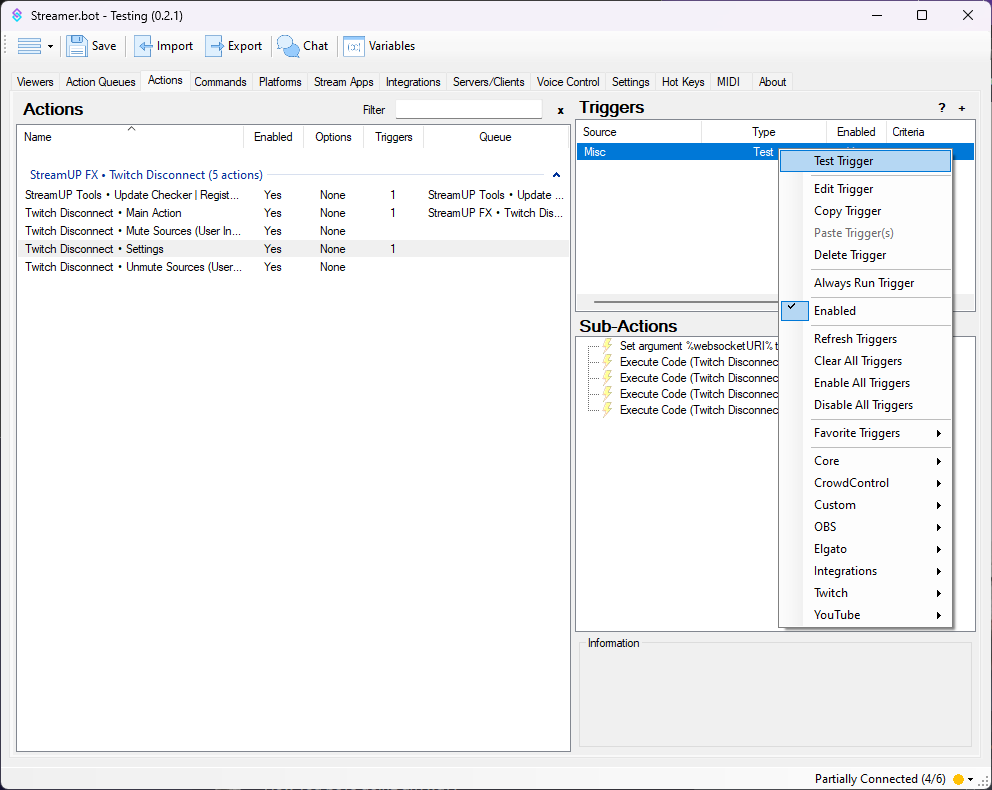 Streamer.bot - Testing (0.2.1)
Save Import Export Chat Variables
Viewers Action Queues Actions Commands Platforms Stream Apps Integrations Servers/Clients Voice Control Settings Hot Keys MIDI About
Actions
Filter
x
Name Enabled Options Triggers Queue
StreamUP FX • Twitch Disconnect (5 actions)
StreamUP Tools • Update Checker | Regist... Yes None 1 StreamUP Tools • Update ...
Twitch Disconnect • Main Action Yes None 1 StreamUP FX • Twitch Dis...
Twitch Disconnect • Mute Sources (User In... Yes None
Twitch Disconnect • Settings Yes None 1
Twitch Disconnect • Unmute Sources (User... Yes None
Triggers
? +
Source Type Enabled Criteria
Misc Test
Test Trigger
Edit Trigger
Copy Trigger
Paste Trigger(s)
Delete Trigger
Always Run Trigger
Enabled
Refresh Triggers
Clear All Triggers
Enable All Triggers
Disable All Triggers
Favorite Triggers
Core
CrowdControl
Custom
OBS
Elgato
Integrations
Twitch
YouTube
Sub-Actions
Set argument %websocketURI% t
Execute Code (Twitch Disconnec
Execute Code (Twitch Disconnec
Execute Code (Twitch Disconnec
Execute Code (Twitch Disconnec
Information
Partially Connected (4/6)